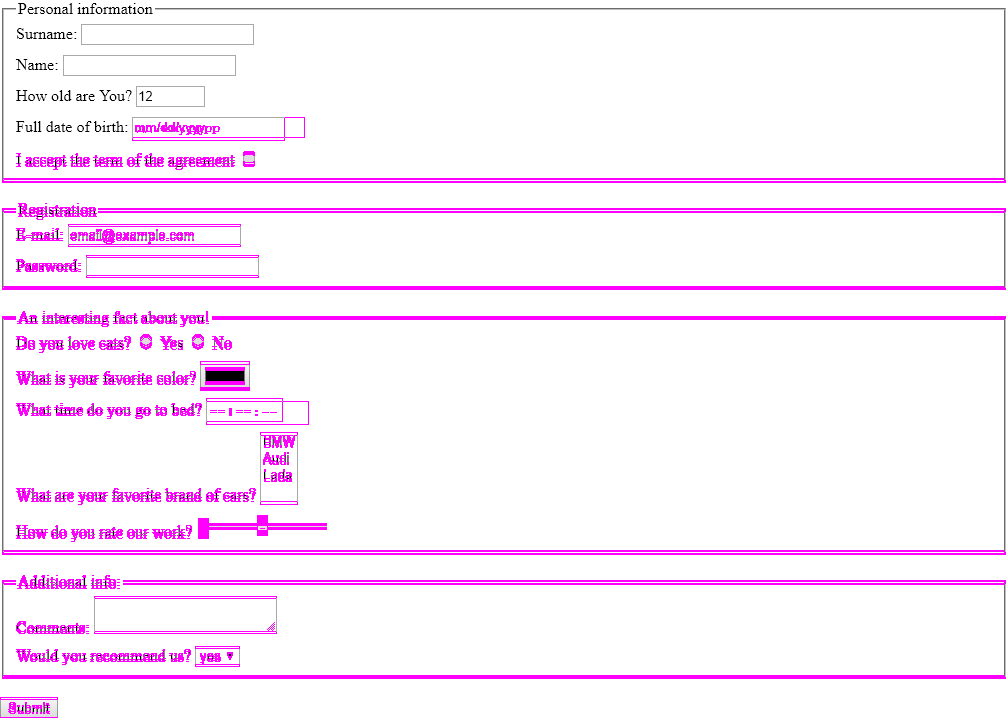 Personal information
Surname:
Name:
How old are You? 12
Full date of birth: mm/dd/yyyy
I accept the term of the agreement
Registration
E-mail: email@example.com
Password:
An interesting fact about you!
Do you love cats? Yes No
What is your favorite color?
What time do you go to bed? --:-- --
BMW
Audi
Lada
What are your favorite brand of cars?
How do you rate our work?
Additional info:
Comments:
Would you recommend us? yes
Submit